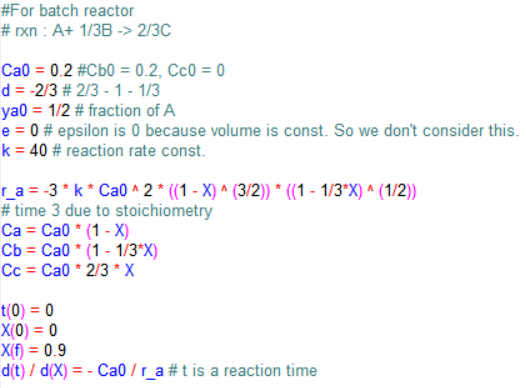 #For batch reactor
# rxn : A+ 1/3B -> 2/3C
Ca0 = 0.2 #Cb0 = 0.2, Cc0 = 0
d = -2/3 # 2/3 - 1 - 1/3
ya0 = 1/2 # fraction of A
e = 0 # epsilon is 0 because volume is const. So we don't consider this.
k = 40 # reaction rate const.
r_a = -3 * k * Ca0 ^ 2 * ((1 - X) ^ (3/2)) * ((1 - 1/3*X) ^ (1/2))
# time 3 due to stoichiometry
Ca = Ca0 * (1 - X)
Cb = Ca0 * (1 - 1/3*X)
Cc = Ca0 * 2/3 * X
t(0) = 0
X(0) = 0
X(f) = 0.9
d(t) / d(X) = - Ca0 / r_a # t is a reaction time